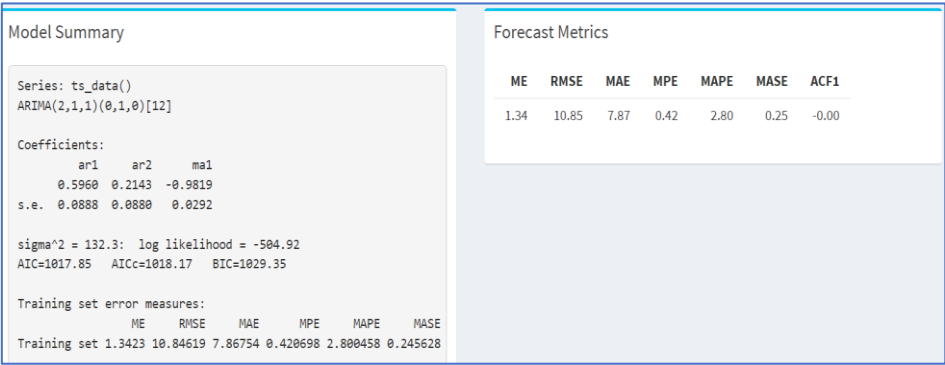 Model Summary
Series: ts_data()
ARIMA(2,1,1)(0,1,0)[12]
Coefficients:
ar1 ar2 ma1
0.5960 0.2143 -0.9819
s.e. 0.0888 0.0880 0.0292
sigma^2 = 132.3: log likelihood = -504.92
AIC=1017.85 AICc=1018.17 BIC=1029.35
Training set error measures:
ME RMSE MAE MPE MAPE MASE
Training set 1.3423 10.84619 7.86754 0.420698 2.800458 0.245628
Forecast Metrics
ME RMSE MAE MPE MAPE MASE ACF1
1.34 10.85 7.87 0.42 2.80 0.25 -0.00